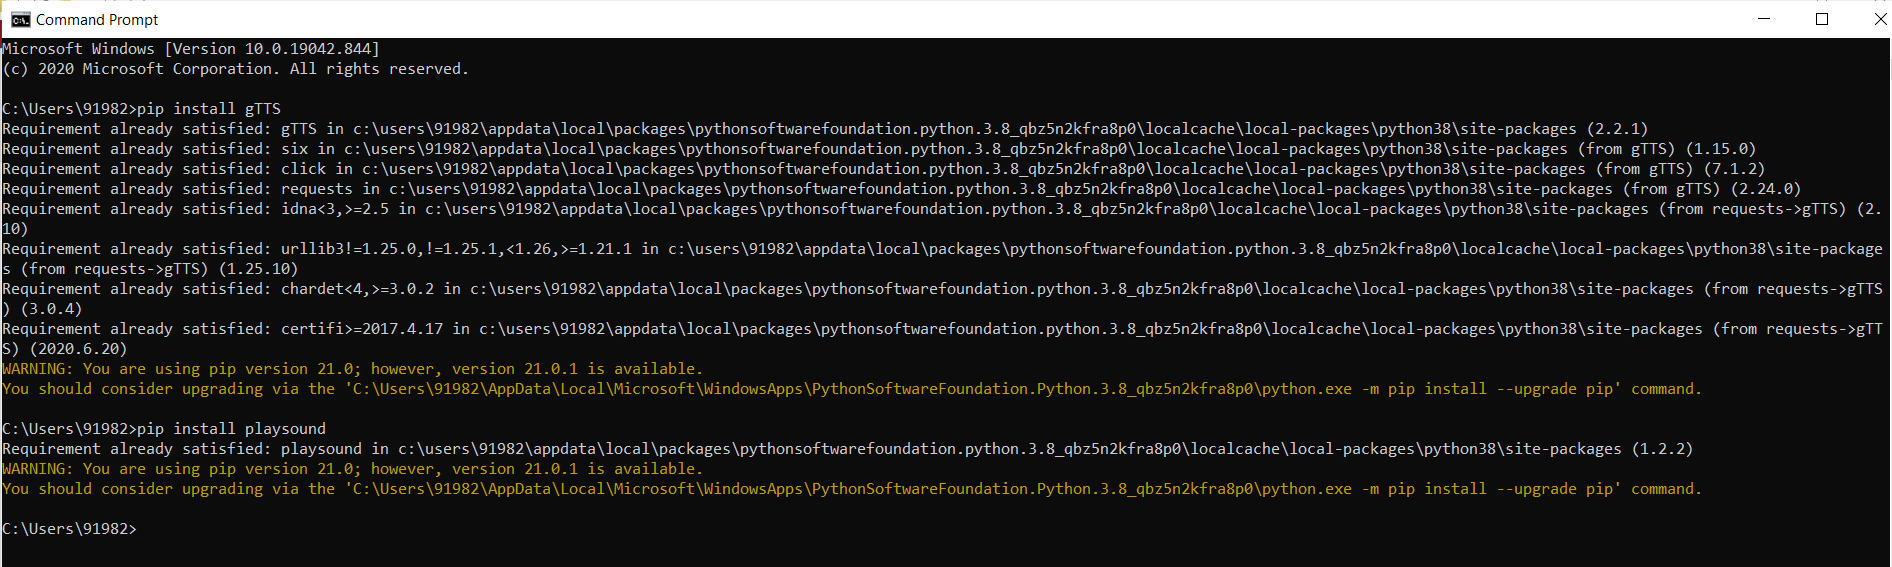 Command Prompt
Microsoft Windows [Version 10.0.19042.844]
(c) 2020 Microsoft Corporation. All rights reserved.
C:\Users\91982>pip install gTTS
Requirement already satisfied: gTTS in c:\users\91982\appdata\local\packages\pythonsoftwarefoundation.python.3.8_qbz5n2kfra8p0\localcache\local-packages\python38\site-packages (2.2.1)
Requirement already satisfied: six in c:\users\91982\appdata\local\packages\pythonsoftwarefoundation.python.3.8_qbz5n2kfra8p0\localcache\local-packages\python38\site-packages (from gTTS) (1.15.0)
Requirement already satisfied: click in c:\users\91982\appdata\local\packages\pythonsoftwarefoundation.python.3.8_qbz5n2kfra8p0\localcache\local-packages\python38\site-packages (from gTTS) (7.1.2)
Requirement already satisfied: requests in c:\users\91982\appdata\local\packages\pythonsoftwarefoundation.python.3.8_qbz5n2kfra8p0\localcache\local-packages\python38\site-packages (from gTTS) (2.24.0)
Requirement already satisfied: idna<3,>=2.5 in c:\users\91982\appdata\local\packages\pythonsoftwarefoundation.python.3.8_qbz5n2kfra8p0\localcache\local-packages\python38\site-packages (from requests->gTTS) (2.
10)
Requirement already satisfied: urllib3!=1.25.0,!=1.25.1,<1.26,>=1.21.1 in c:\users\91982\appdata\local\packages\pythonsoftwarefoundation.python.3.8_qbz5n2kfra8p0\localcache\local-packages\python38\site-package
s (from requests->gTTS) (1.25.10)
Requirement already satisfied: chardet<4,>=3.0.2 in c:\users\91982\appdata\local\packages\pythonsoftwarefoundation.python.3.8_qbz5n2kfra8p0\localcache\local-packages\python38\site-packages (from requests->gTTS
) (3.0.4)
Requirement already satisfied: certifi>=2017.4.17 in c:\users\91982\appdata\local\packages\pythonsoftwarefoundation.python.3.8_qbz5n2kfra8p0\localcache\local-packages\python38\site-packages (from requests->gTT
S) (2020.6.20)
WARNING: You are using pip version 21.0; however, version 21.0.1 is available.
You should consider upgrading via the 'C:\Users\91982\AppData\Local\Microsoft\WindowsApps\PythonSoftwareFoundation.Python.3.8_qbz5n2kfra8p0\python.exe -m pip install --upgrade pip' command.
C:\Users\91982>pip install playsound
Requirement already satisfied: playsound in c:\users\91982\appdata\local\packages\pythonsoftwarefoundation.python.3.8_qbz5n2kfra8p0\localcache\local-packages\python38\site-packages (1.2.2)
WARNING: You are using pip version 21.0; however, version 21.0.1 is available.
You should consider upgrading via the 'C:\Users\91982\AppData\Local\Microsoft\WindowsApps\PythonSoftwareFoundation.Python.3.8_qbz5n2kfra8p0\python.exe -m pip install --upgrade pip' command.
C:\Users\91982>